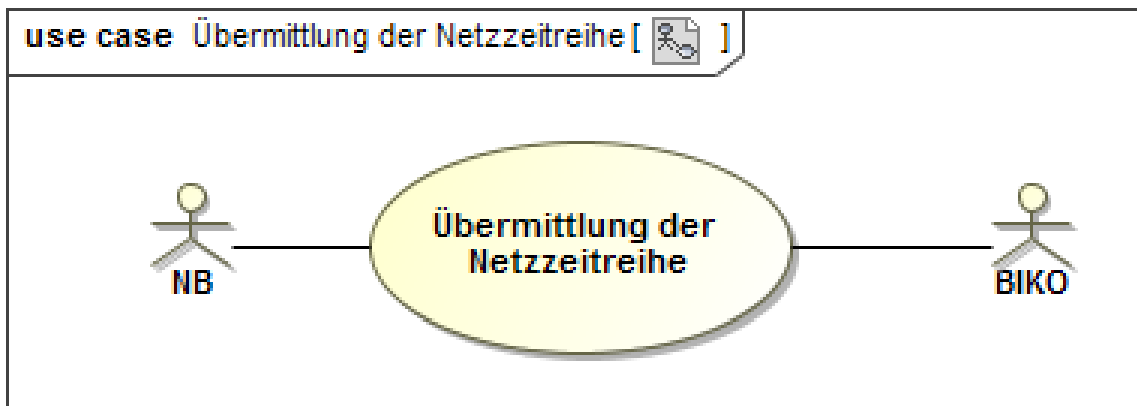 use case Übermittlung der Netzzeitreihe [ ]
Übermittlung der
Netzzeitreihe
NB
BIKO